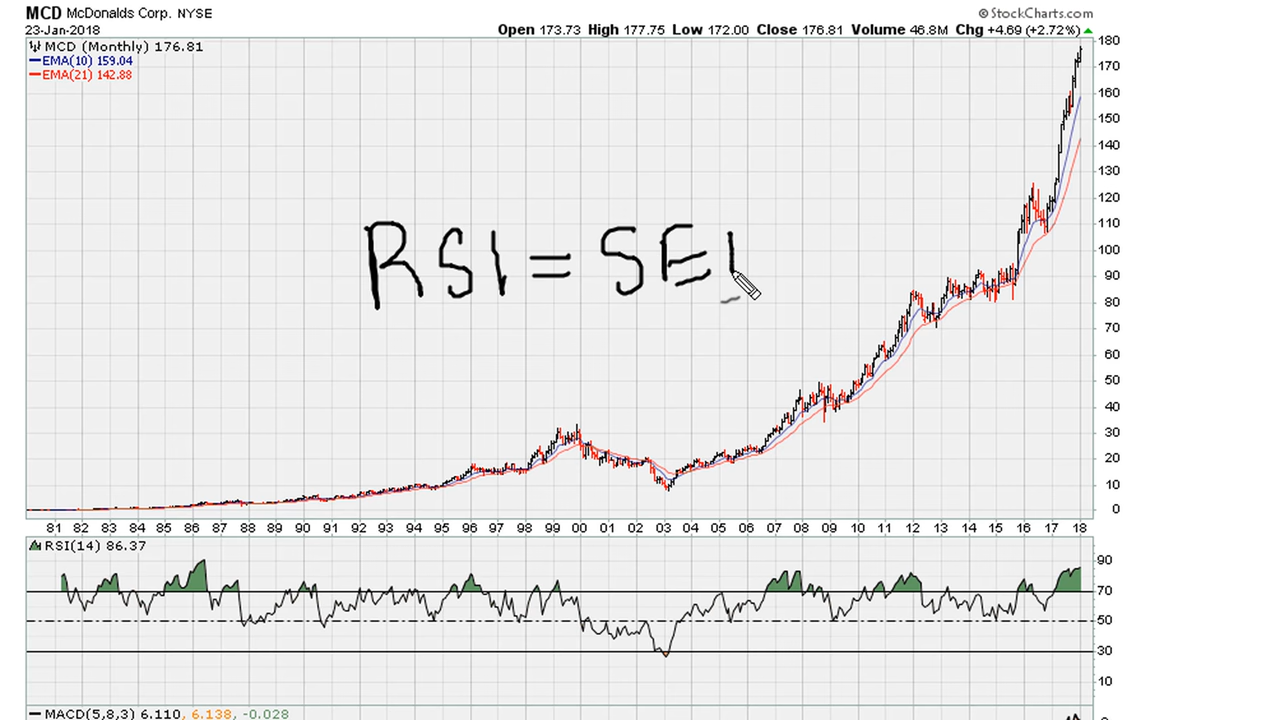 MCD McDonalds Corp. NYSE © StockCharts.com
23-Jan-2018 Open 173.73 High 177.75 Low 172.00 Close 176.81 Volume 46.8M Chg +4.69 (+2.72%)
MCD (Monthly) 176.81
EMA(10) 159.04
EMA(21) 142.88
180
170
160
150
140
130
120
110
100
90
80
70
60
50
40
30
20
10
0
RSI = SE
81 82 83 84 85 86 87 88 89 90 91 92 93 94 95 96 97 98 99 00 01 02 03 04 05 06 07 08 09 10 11 12 13 14 15 16 17 18
RSI(14) 86.37
90
70
50
30
10
MACD(5,8,3) 6.110, 6.138, -0.028